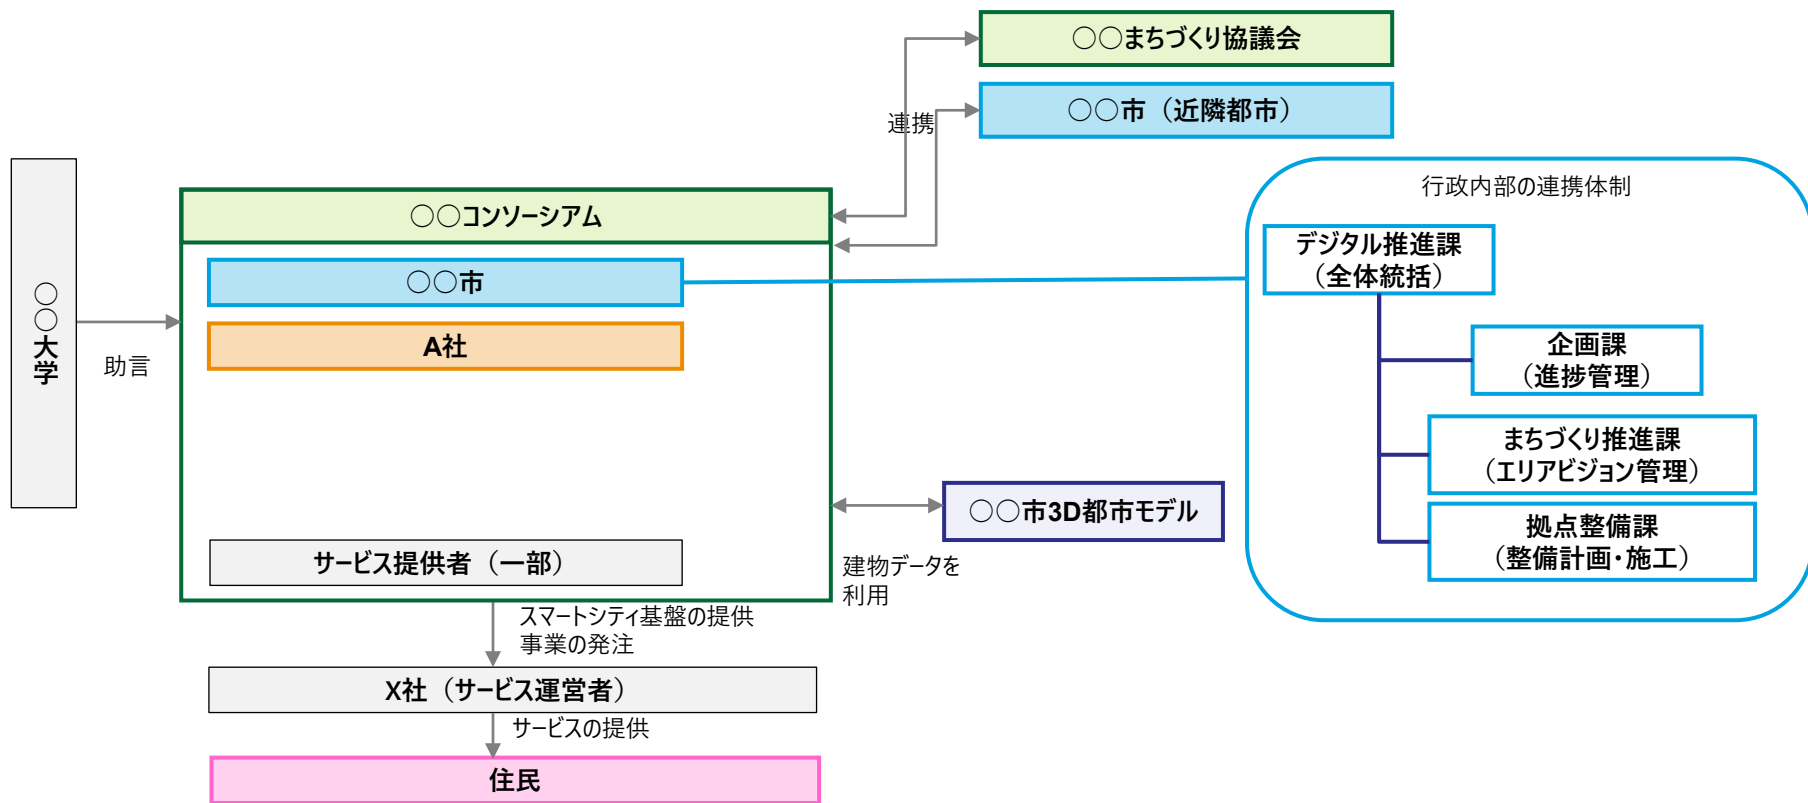 ○○まちづくり協議会
○○市（近隣都市）
連携
行政内部の連携体制
○○コンソーシアム
デジタル推進課
（全体統括）
○○市
○○大学
助言
A社
企画課
（進捗管理）
まちづくり推進課
（エリアビジョン管理）
○○市3D都市モデル
拠点整備課
（整備計画・施工）
サービス提供者（一部）
建物データを
利用
スマートシティ基盤の提供
事業の発注
X社（サービス運営者）
サービスの提供
住民